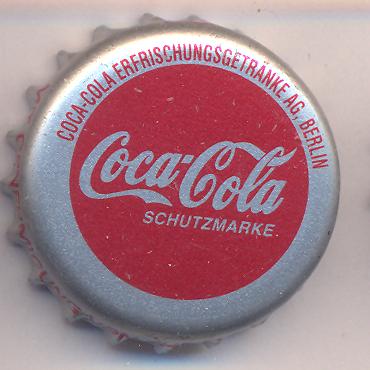 COCA-COLA ERFRISCHUNGSGETRÄNKE AG, BERLIN
Coca-Cola
SCHUTZMARKE